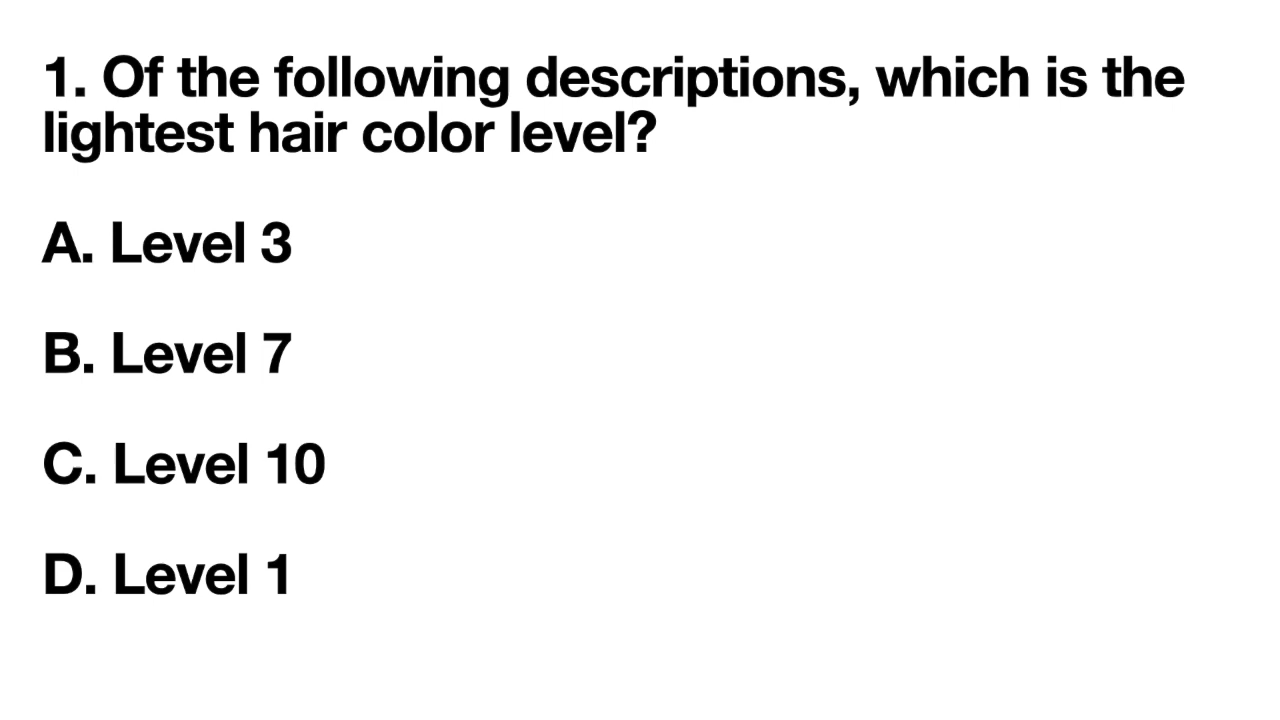 1. Of the following descriptions, which is the
lightest hair color level?
A. Level 3
B. Level 7
C. Level 10
D. Level 1